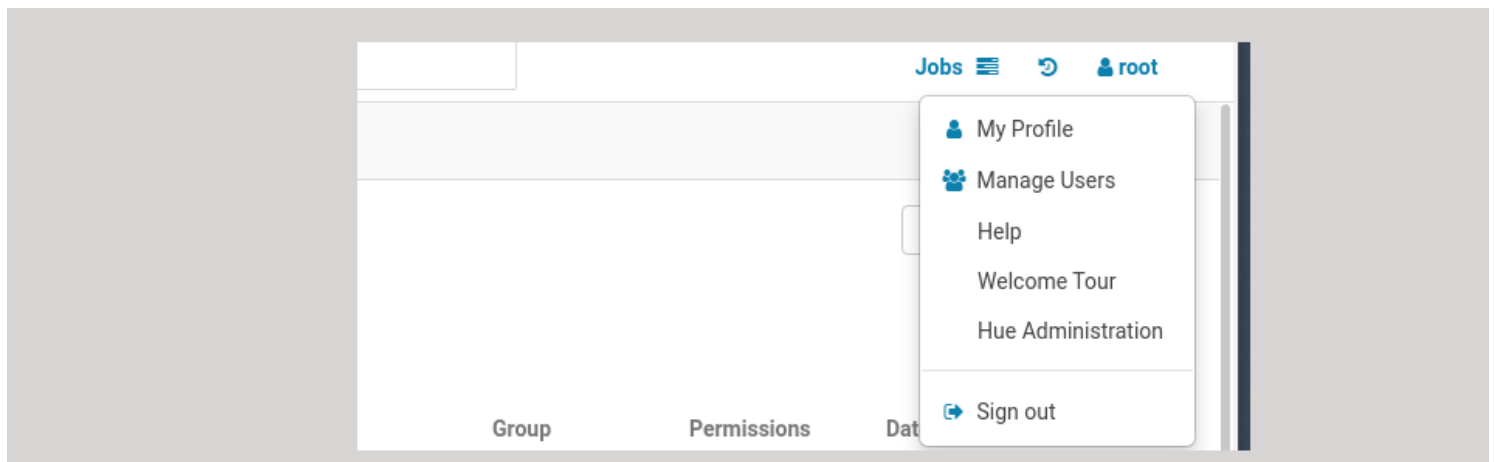 Jobs root
My Profile
Manage Users
Help
Welcome Tour
Hue Administration
Sign out
Group Permissions Dat